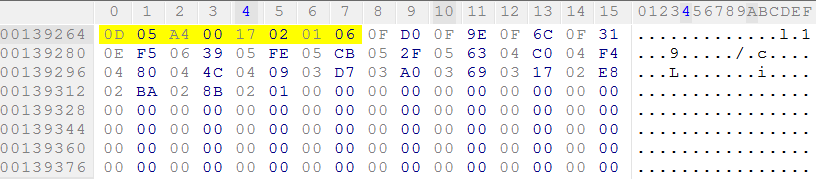 0 1 2 3 4 5 6 7 8 9 10 11 12 13 14 15 0123456789ABCDEF
00139264 0D 05 A4 00 17 02 01 06 0F D0 0F 9E 0F 6C 0F 31 .............l.1
00139280 0E F5 06 39 05 FE 05 CB 05 2F 05 63 04 C0 04 F4 ...9...../.c....
00139296 04 80 04 4C 04 09 03 D7 03 A0 03 69 03 17 02 E8 ...L.......i....
00139312 02 BA 02 8B 02 01 00 00 00 00 00 00 00 00 00 00 ................
00139328 00 00 00 00 00 00 00 00 00 00 00 00 00 00 00 00 ................
00139344 00 00 00 00 00 00 00 00 00 00 00 00 00 00 00 00 ................
00139360 00 00 00 00 00 00 00 00 00 00 00 00 00 00 00 00 ................
00139376 00 00 00 00 00 00 00 00 00 00 00 00 00 00 00 00 ................